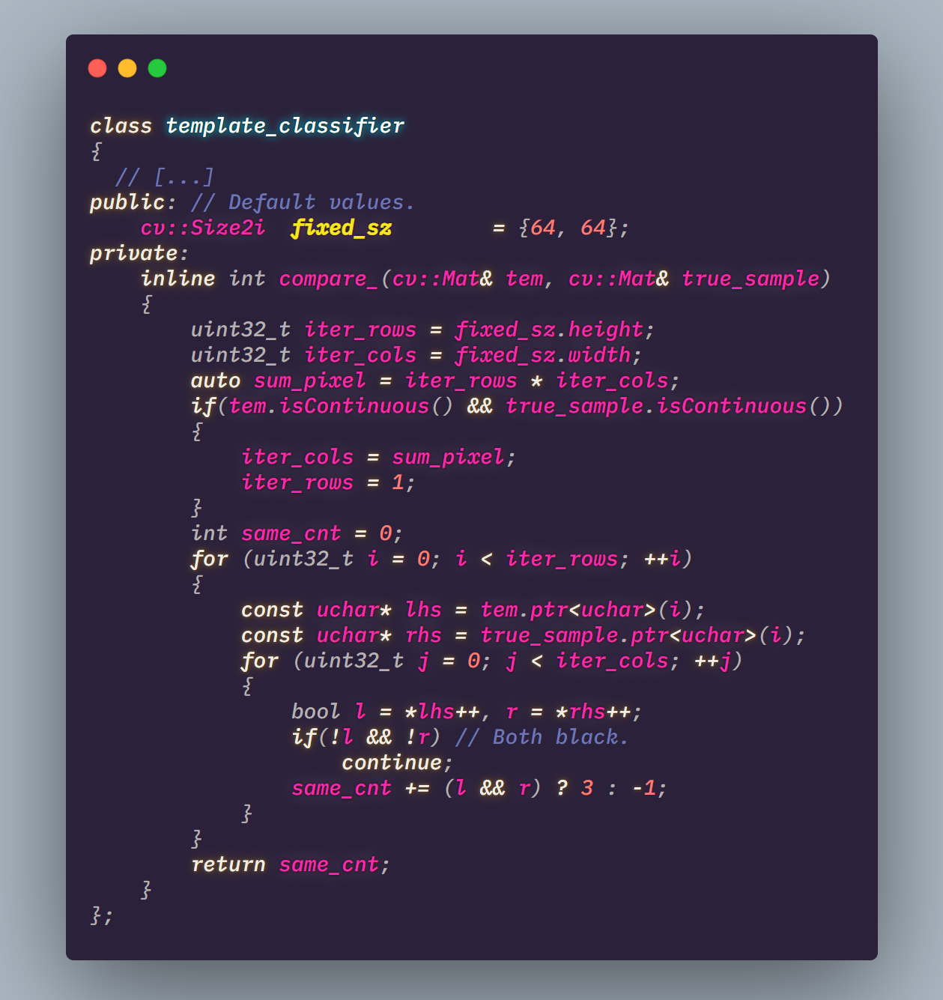 class template_classifier
{
  // [...]
public: // Default values.
    cv::Size2i  fixed_sz        = {64, 64};
private:
    inline int compare_(cv::Mat& tem, cv::Mat& true_sample)
    {
        uint32_t iter_rows = fixed_sz.height;
        uint32_t iter_cols = fixed_sz.width;
        auto sum_pixel = iter_rows * iter_cols;
        if(tem.isContinuous() && true_sample.isContinuous())
        {
            iter_cols = sum_pixel;
            iter_rows = 1;
        }
        int same_cnt = 0;
        for (uint32_t i = 0; i < iter_rows; ++i)
        {
            const uchar* lhs = tem.ptr<uchar>(i);
            const uchar* rhs = true_sample.ptr<uchar>(i);
            for (uint32_t j = 0; j < iter_cols; ++j)
            {
                bool l = *lhs++, r = *rhs++;
                if(!l && !r) // Both black.
                    continue;
                same_cnt += (l && r) ? 3 : -1;
            }
        }
        return same_cnt;
    }
};